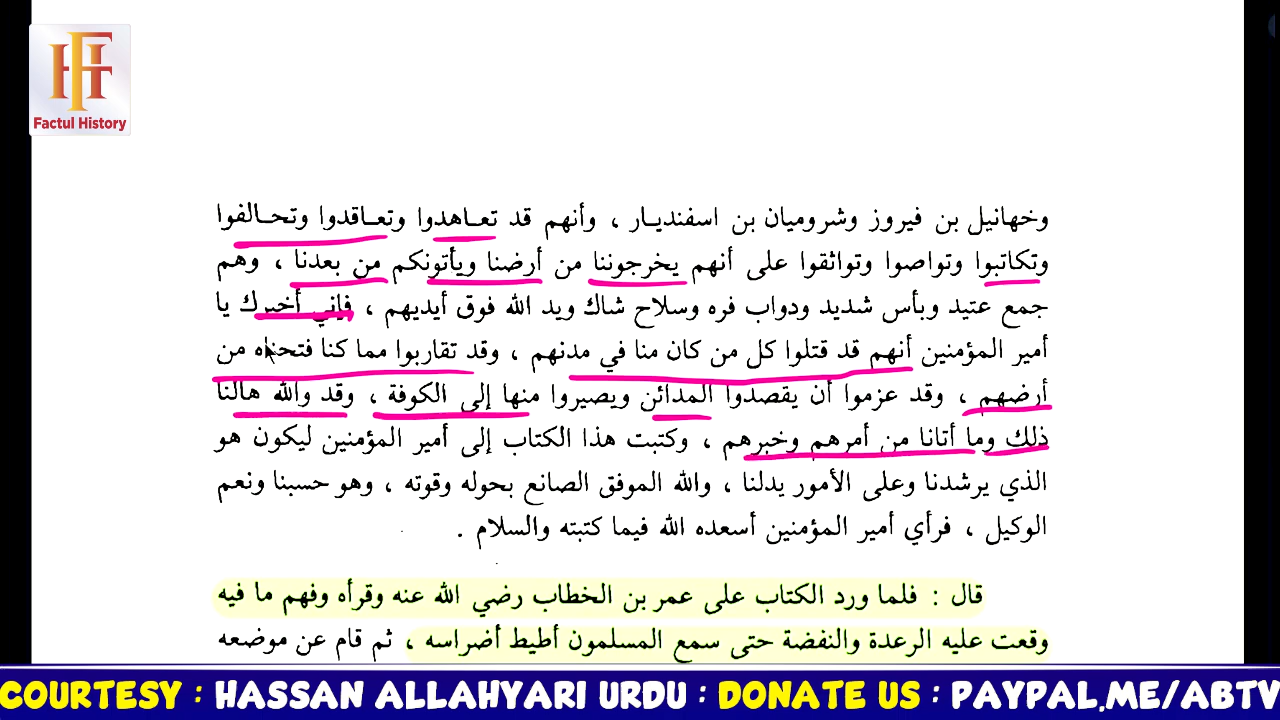 Factul History
وخهانيل بن فيروز وشروميان بن اسفنديـار ، وأنهم قد تعـاهدوا وتعـاقدوا وتحـالفوا
وتكاتبوا وتواصوا وتواثقوا على أنهم يخرجوننا من أرضنا ويأتونكم من بعدنا ، وهم
جمع عتيد وبأس شديد ودواب فره وسلاح شاك ويد الله فوق أيديهم ، فإني أخبرك يا
أمير المؤمنين أنهم قد قتلوا كل من كان منا في مدنهم ، وقد تقاربوا مما كنا فتحناه من
أرضهم ، وقد عزموا أن يقصدوا المدائن ويصيروا منها إلى الكوفة ، وقد والله هالنا
ذلك وما أتانا من أمرهم وخبرهم ، وكتبت هذا الكتاب إلى أمير المؤمنين ليكون هو
الذي يرشدنا وعلى الأمور يدلنا ، والله الموفق الصانع بحوله وقوته ، وهو حسبنا ونعم
الوكيل ، فرأي أمير المؤمنين أسعده الله فيما كتبته والسلام .
قال : فلما ورد الكتاب على عمر بن الخطاب رضي الله عنه وقرأه وفهم ما فيه
وقعت عليه الرعدة والنفضة حتى سمع المسلمون أطيط أضراسه ، ثم قام عن موضعه
COURTESY : HASSAN ALLAHYARI URDU : DONATE US : PAYPAL.ME/ABTV